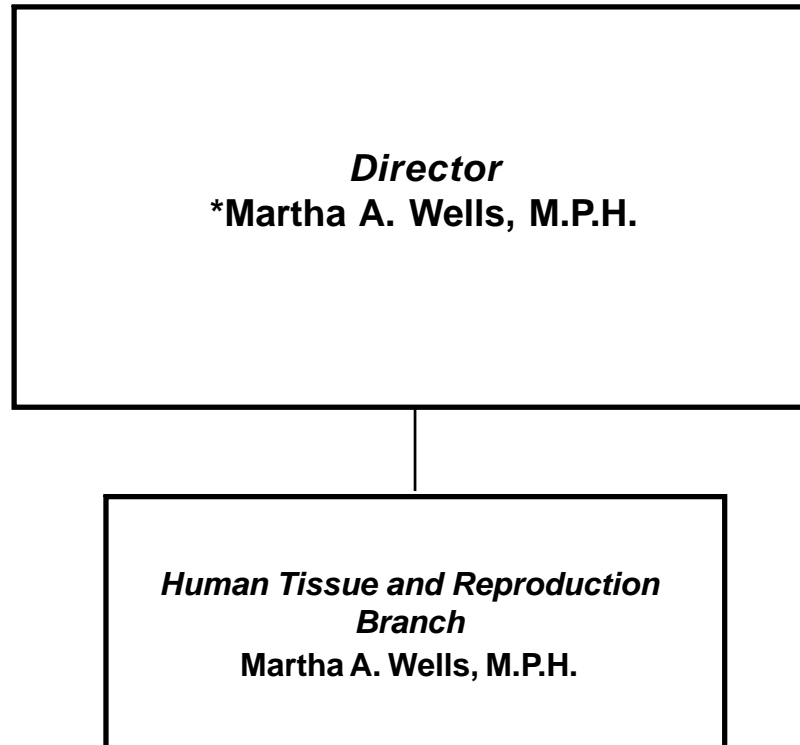 Director
*Martha A. Wells, M.P.H.
Human Tissue and Reproduction
Branch
Martha A. Wells, M.P.H.